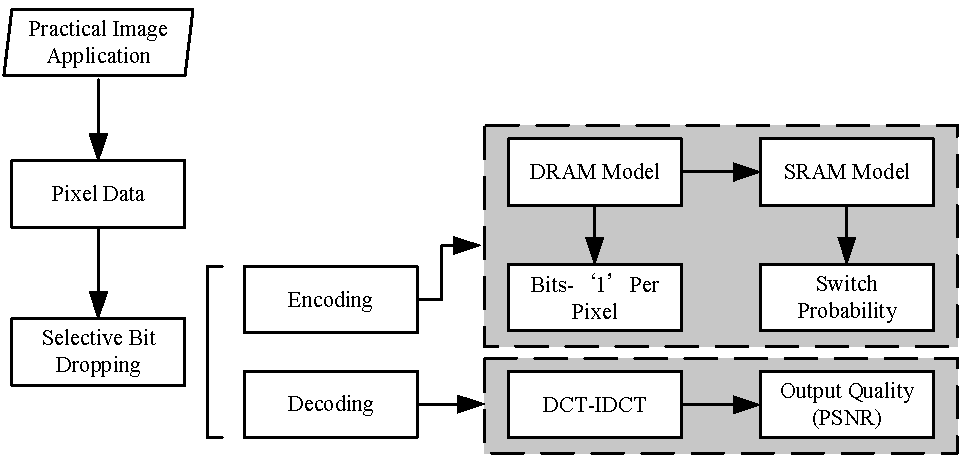 Practical Image
Application
Pixel Data
Selective Bit
Dropping
Encoding
Decoding
DRAM Model
SRAM Model
Bits-‘1’Per
Pixel
Switch
Probability
DCT-IDCT
Output Quality
(PSNR)